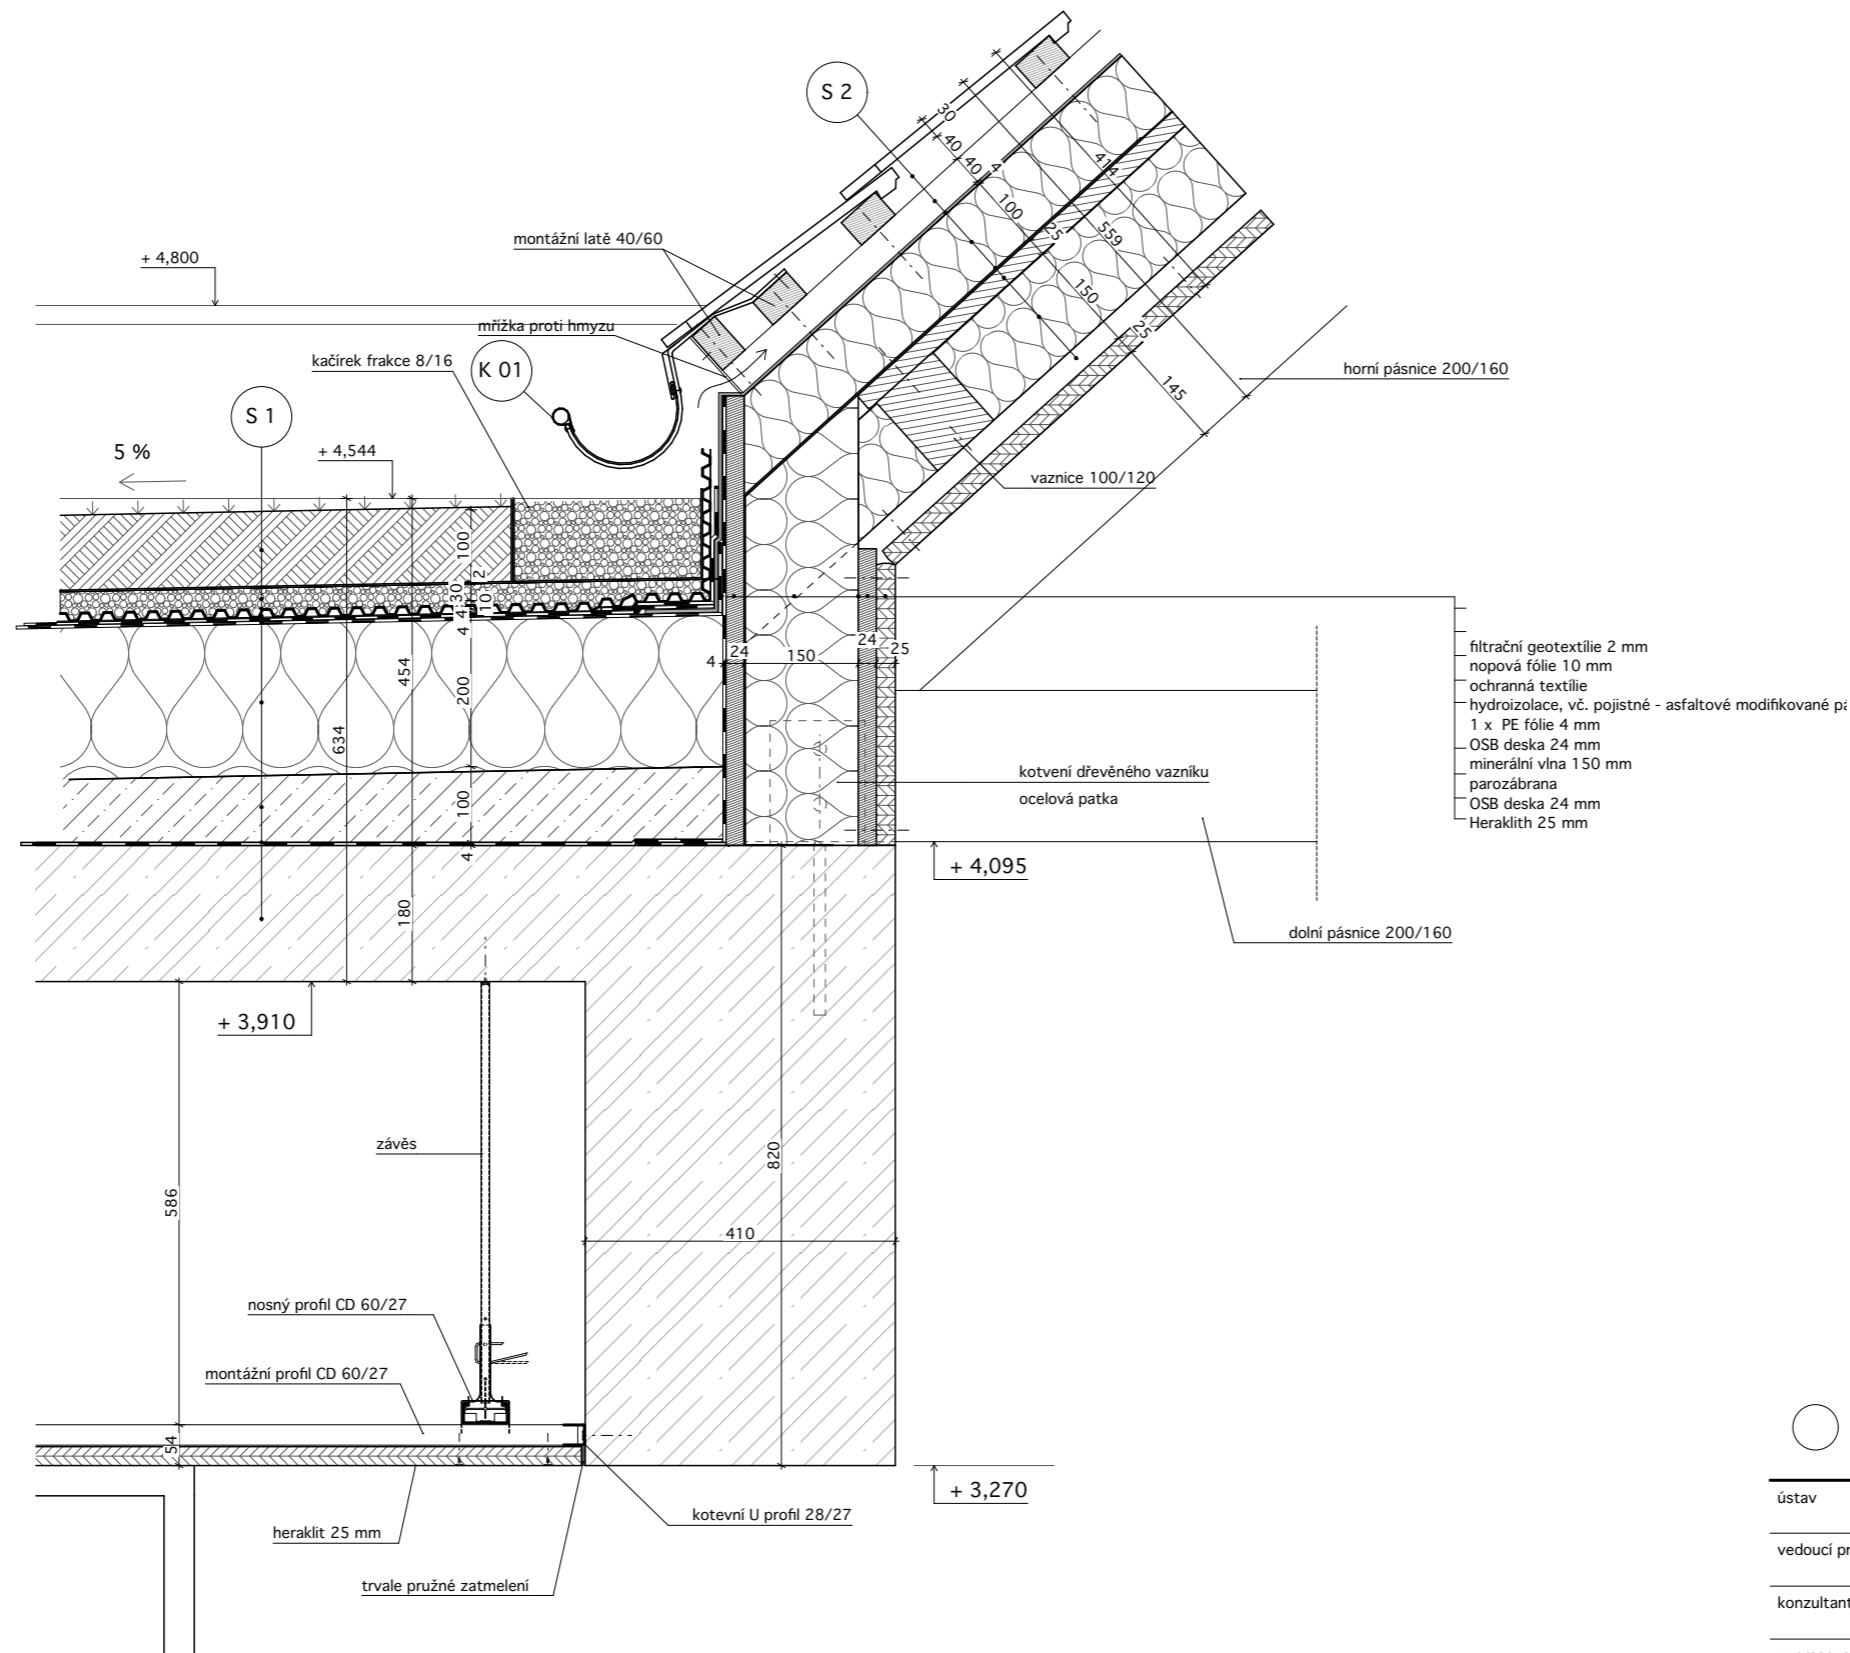 S 2
30
40
40
4
100
25
150
25
414
559
145
montážní latě 40/60
+ 4,800
mřížka proti hmyzu
kačírek frakce 8/16
K 01
horní pásnice 200/160
S 1
5 %
+ 4,544
vaznice 100/120
100
2
30
10
4
4
454
200
634
100
4
180
4
24
150
24
25
filtrační geotextílie 2 mm
nopová fólie 10 mm
ochranná textílie
hydroizolace, vč. pojistné - asfaltové modifikované
1 x PE fólie 4 mm
OSB deska 24 mm
minerální vlna 150 mm
parozábrana
OSB deska 24 mm
Heraklith 25 mm
kotvení dřevěného vazníku
ocelová patka
+ 4,095
dolní pásnice 200/160
+ 3,910
závěs
820
586
410
nosný profil CD 60/27
montážní profil CD 60/27
54
+ 3,270
kotevní U profil 28/27
heraklit 25 mm
trvale pružné zatmelení
ústav
vedoucí pr
konzultant